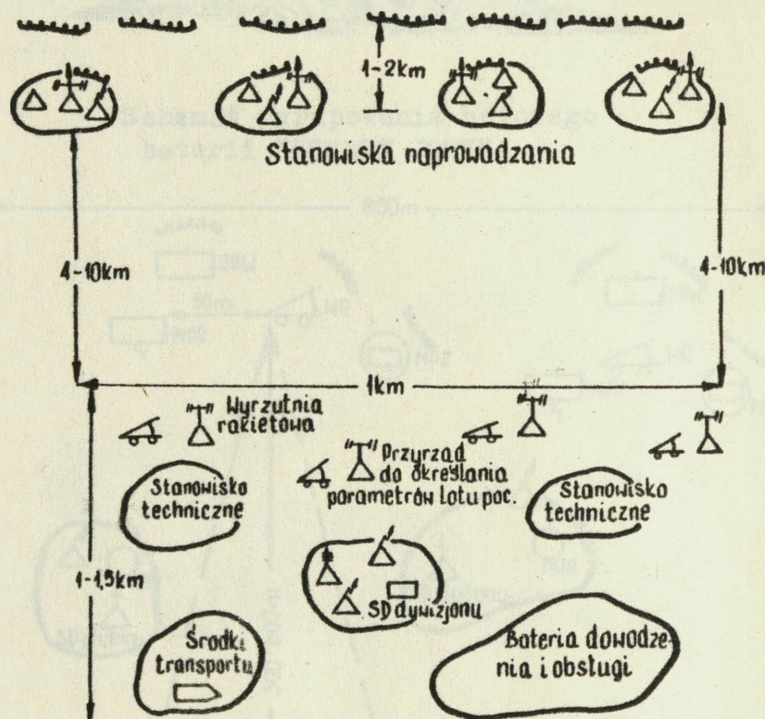 1-2km
Stanowiska naprowadzania
4-10km
4-10km
1km
Wyrzutnia
rakietowa
Przyrząd
do określania
parametrów lotu poc.
Stanowisko
techniczne
Stanowisko
techniczne
1-1,5km
SD dywizjonu
Środki
transportu
Bateria dowodze-
nia i obsługi